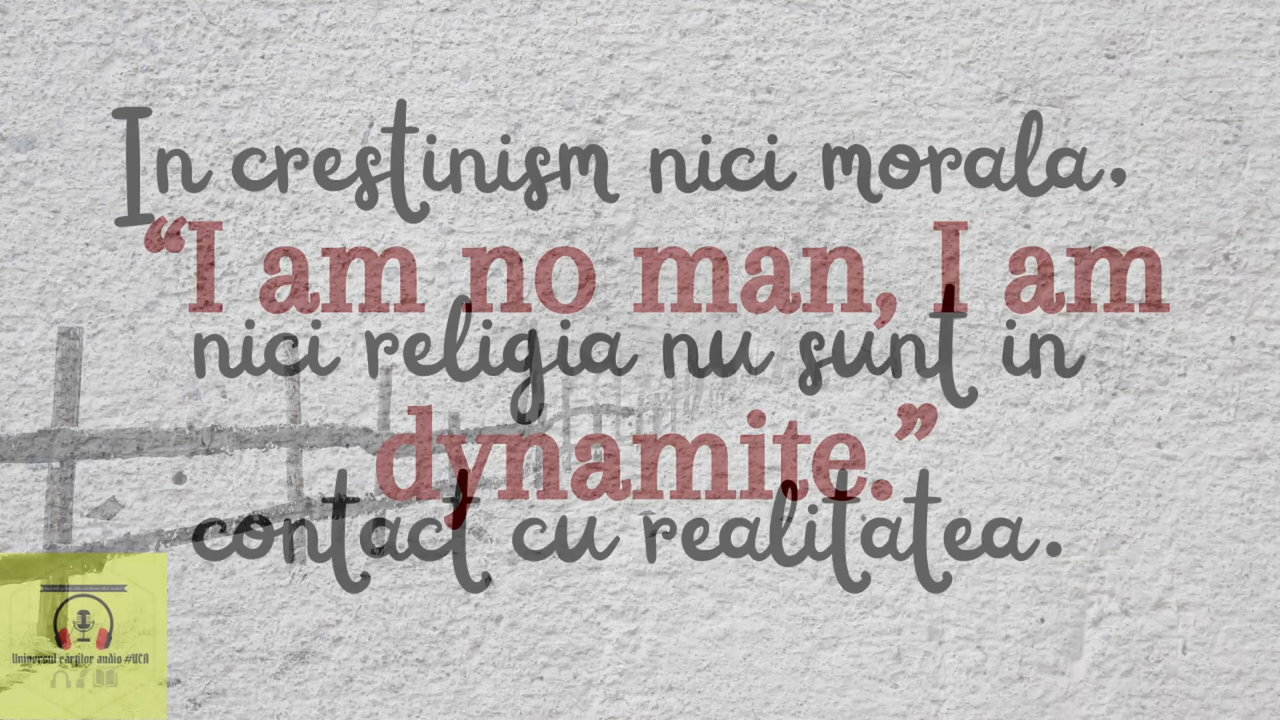 In crestinism nici morala,
“I am no man, I am
nici religia nu sunt in
dynamite.”
contact cu realitatea.
Universul cărților audio #UCA